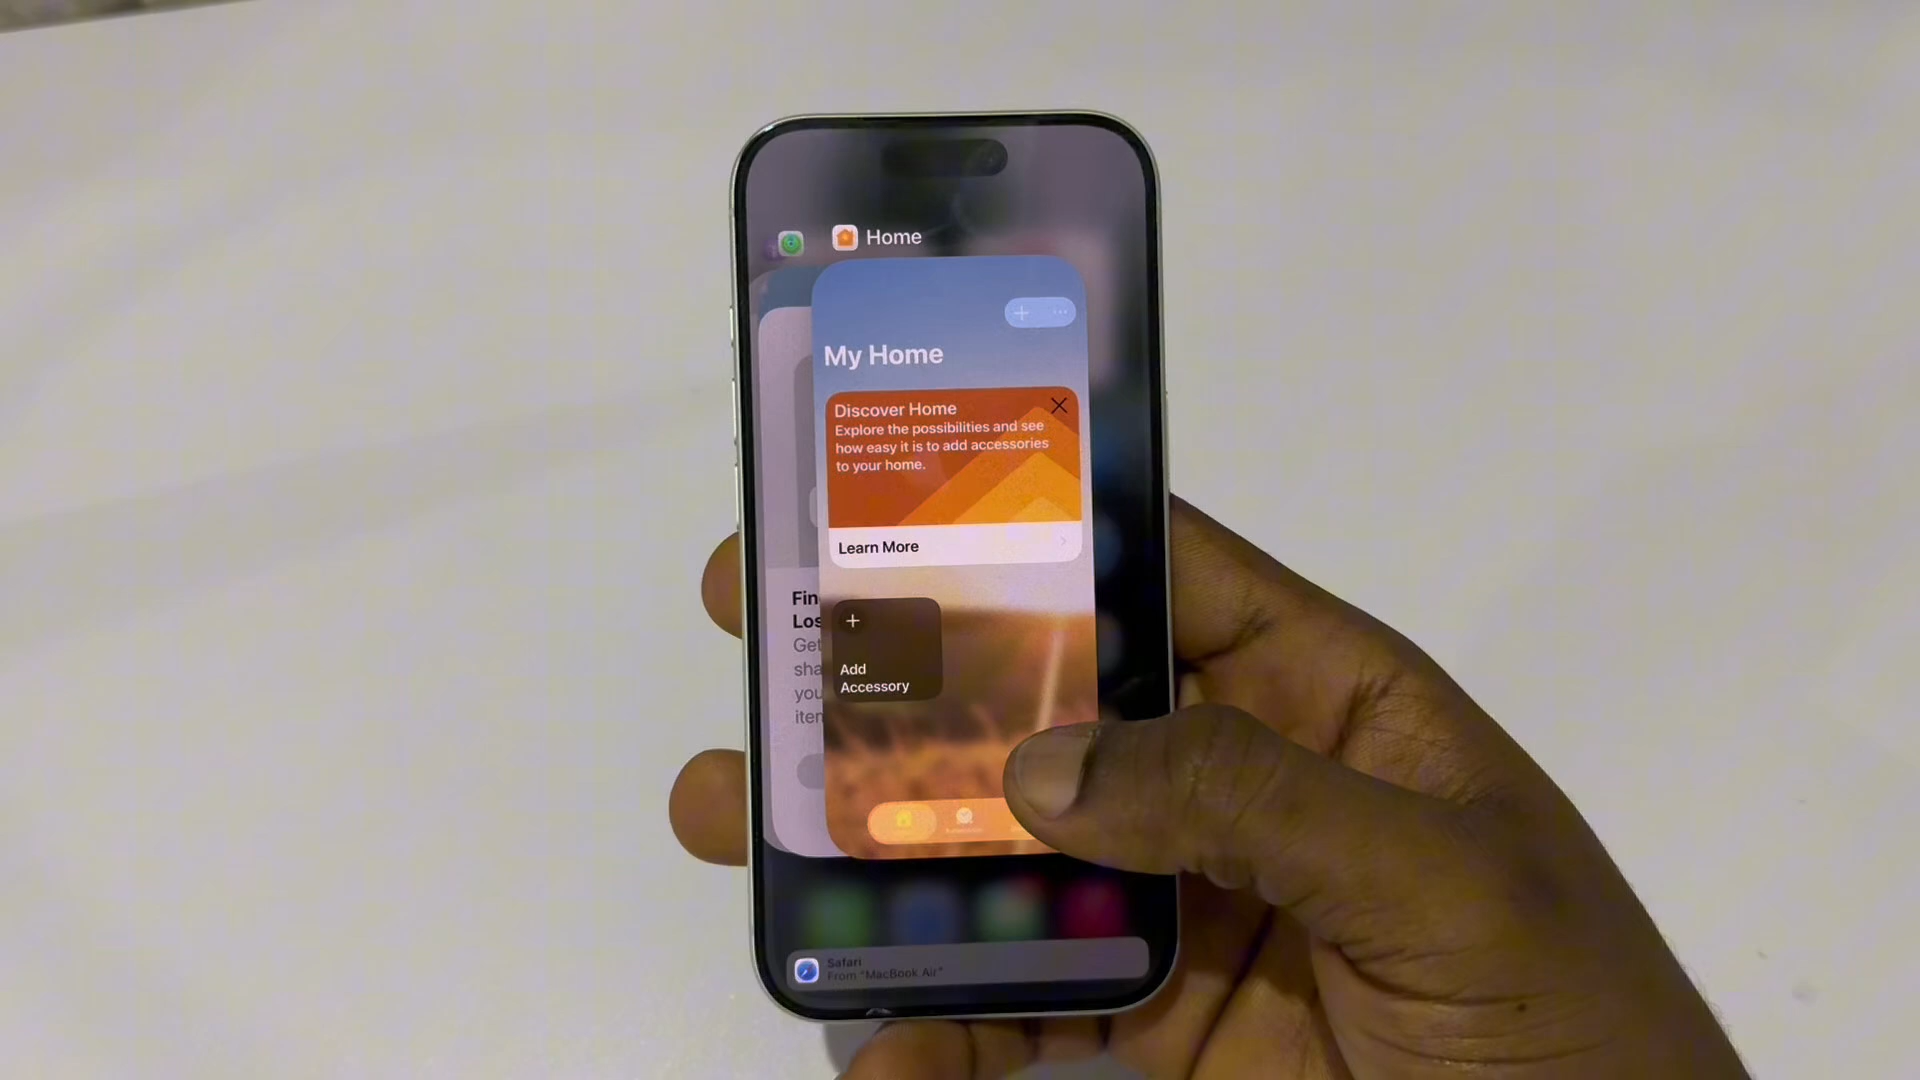 Home
My Home
Discover Home
Explore the possibilities and see
how easy it is to add accessories
to your home.
Learn More
Fin
Los
Get
sha
you
iten
Add
Accessory
Safari
From "MacBook Air"